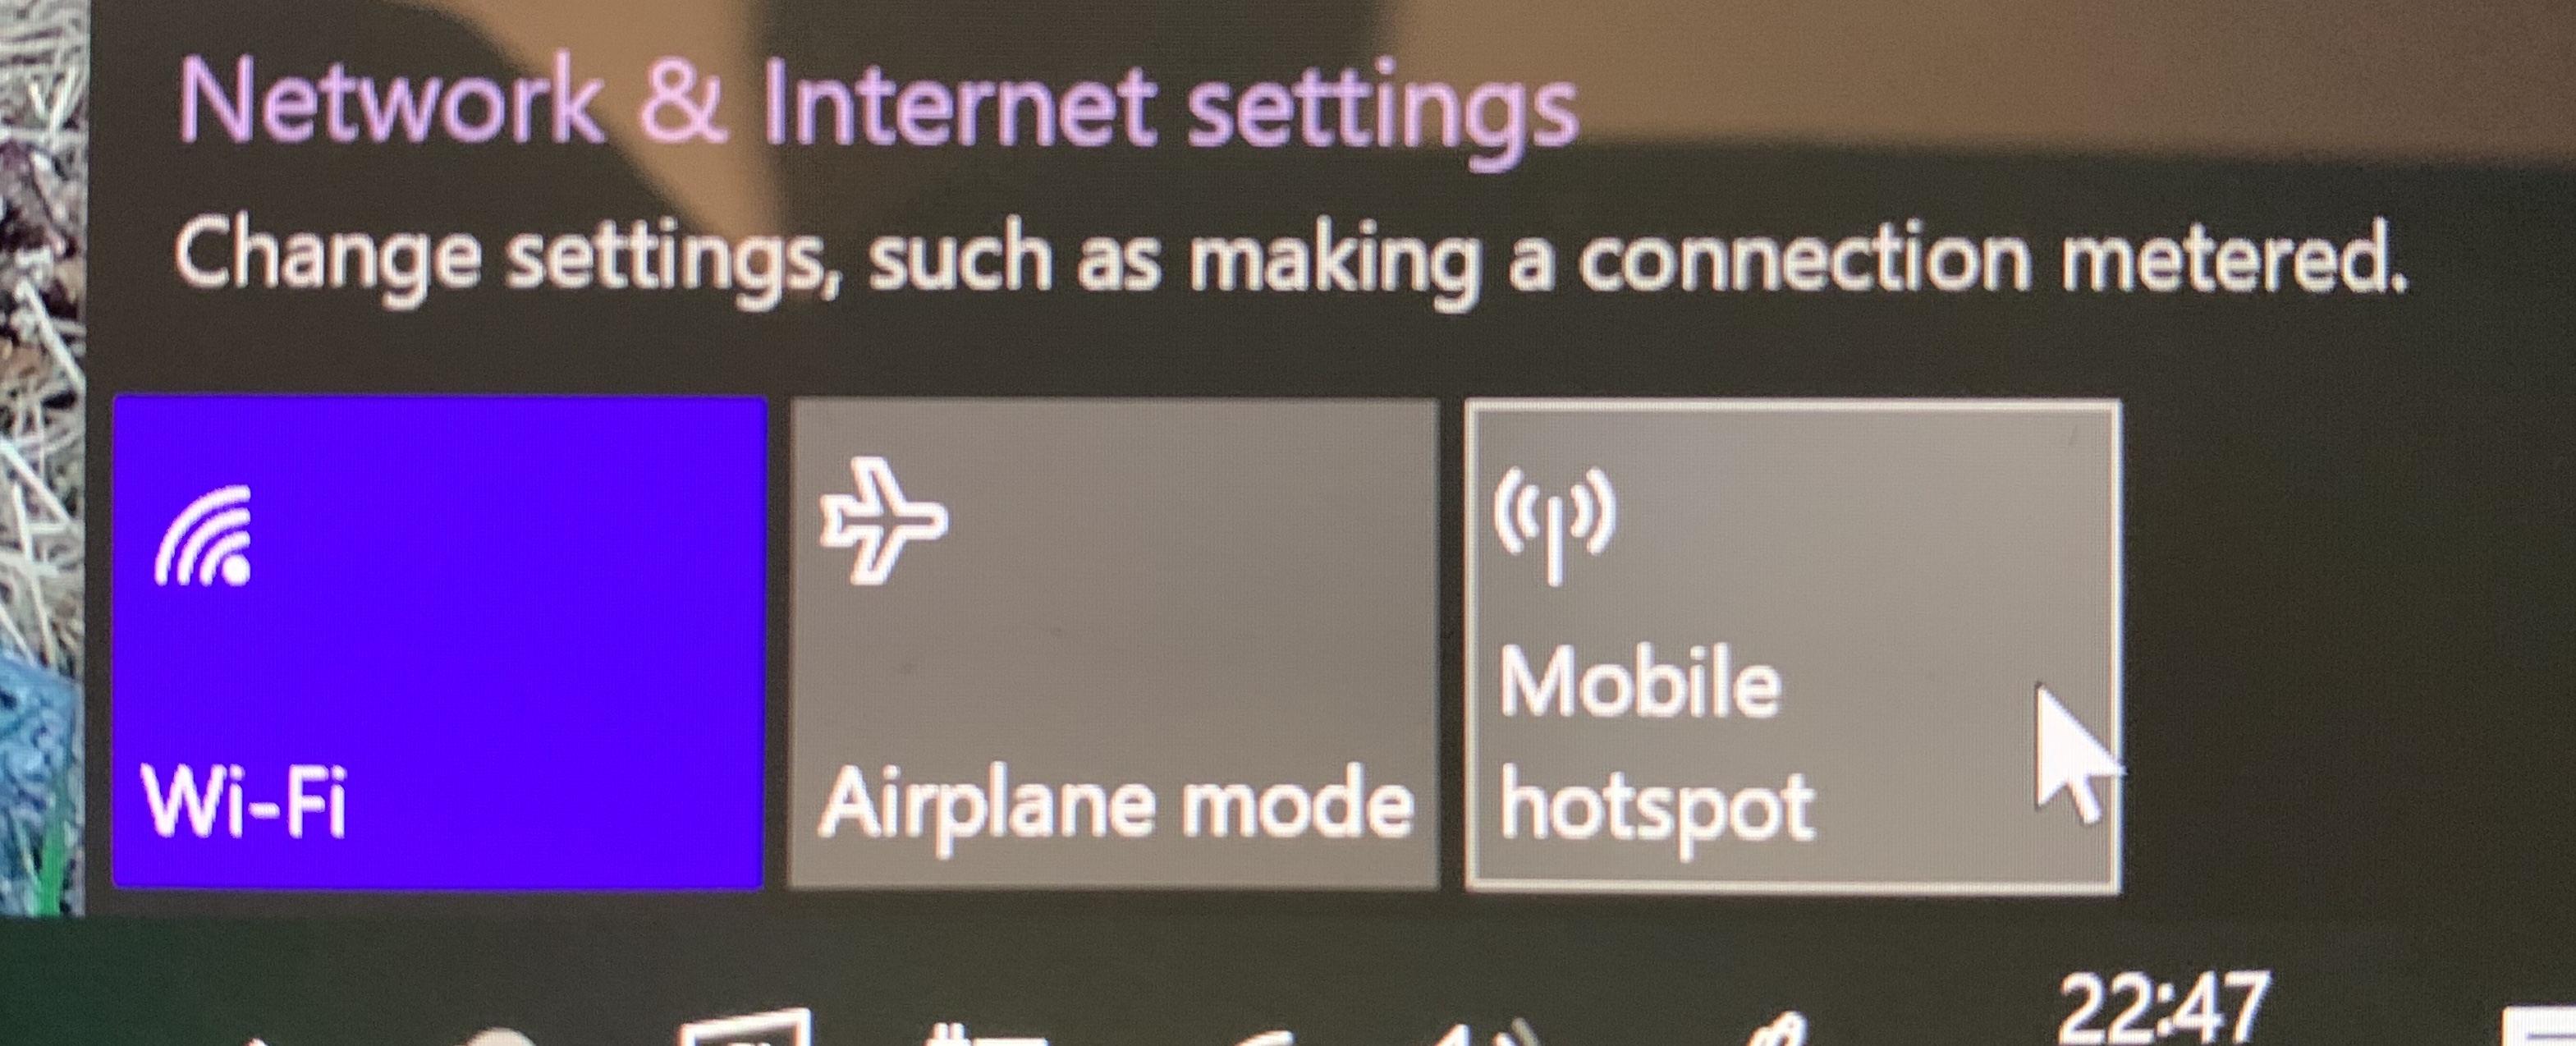 Network & Internet settings
Change settings, such as making a connection metered.
Wi-Fi
Airplane mode
Mobile
hotspot
22:47